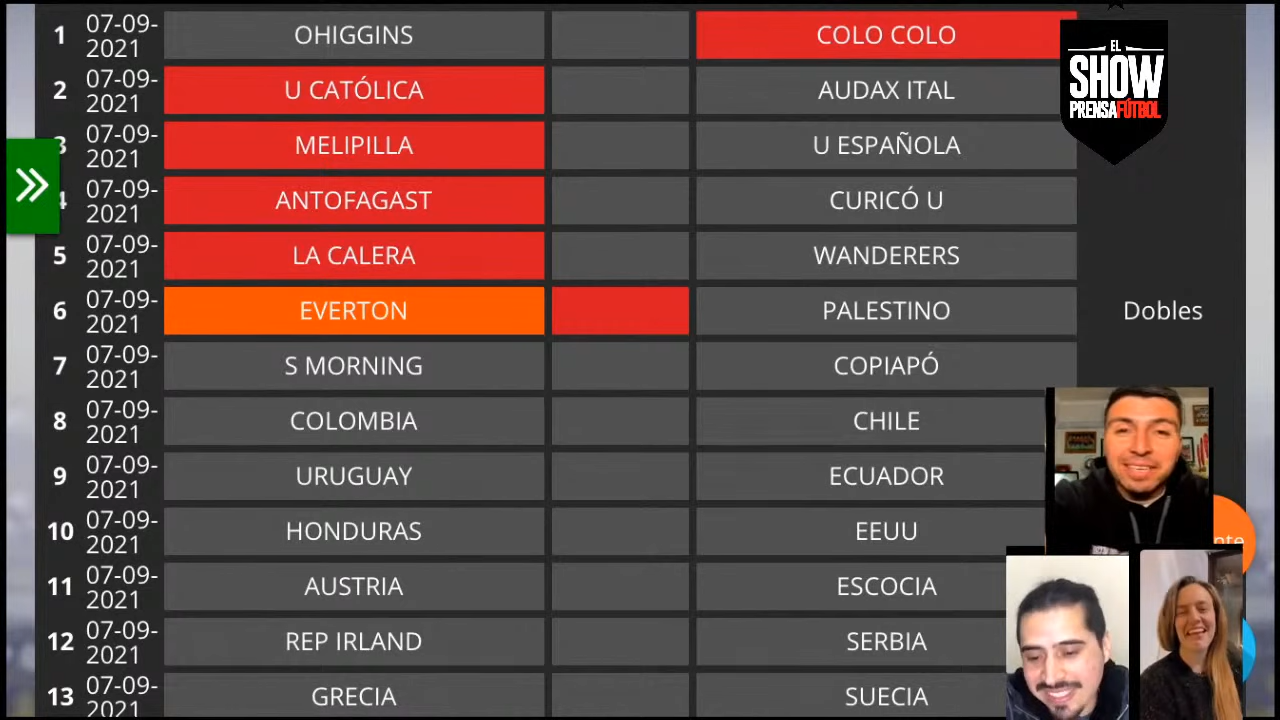 1 07-09-2021 OHIGGINS COLO COLO
2 07-09-2021 U CATÓLICA AUDAX ITAL
3 07-09-2021 MELIPILLA U ESPAÑOLA
4 07-09-2021 ANTOFAGAST CURICÓ U
5 07-09-2021 LA CALERA WANDERERS
6 07-09-2021 EVERTON PALESTINO Dobles
7 07-09-2021 S MORNING COPIAPÓ
8 07-09-2021 COLOMBIA CHILE
9 07-09-2021 URUGUAY ECUADOR
10 07-09-2021 HONDURAS EEUU
11 07-09-2021 AUSTRIA ESCOCIA
12 07-09-2021 REP IRLAND SERBIA
13 07-09-2021 GRECIA SUECIA
EL
SHOW
PRENSAFÚTBOL